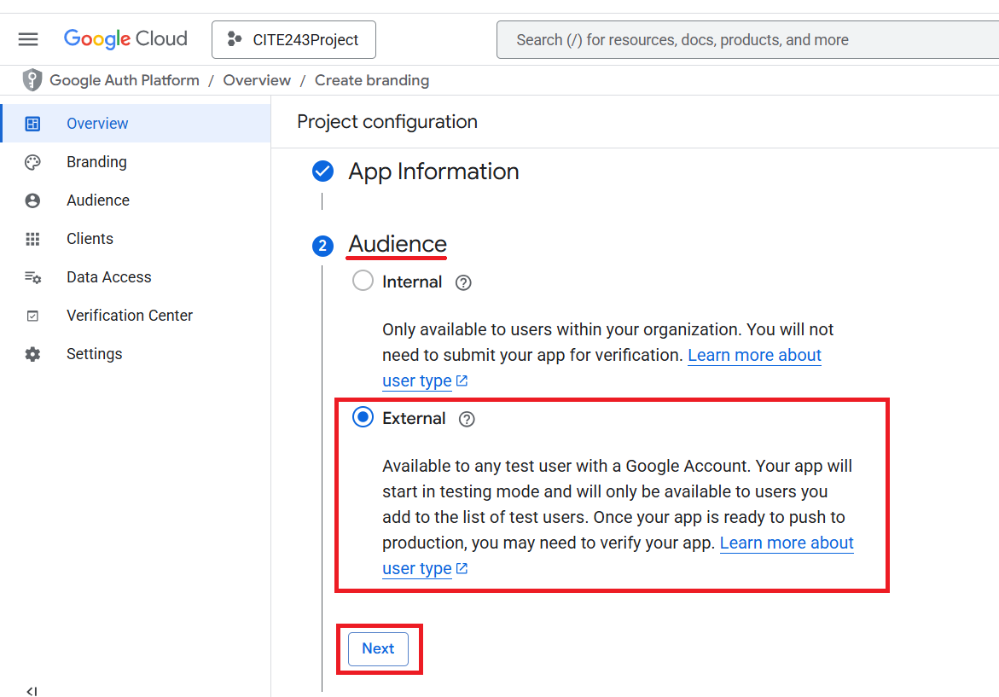 Google Cloud
CITE243Project
Search (/) for resources, docs, products, and more
Google Auth Platform / Overview / Create branding
Overview
Branding
Audience
Clients
Data Access
Verification Center
Settings
Project configuration
App Information
2 Audience
Internal
Only available to users within your organization. You will not
need to submit your app for verification. Learn more about
user type
External
Available to any test user with a Google Account. Your app will
start in testing mode and will only be available to users you
add to the list of test users. Once your app is ready to push to
production, you may need to verify your app. Learn more about
user type
Next